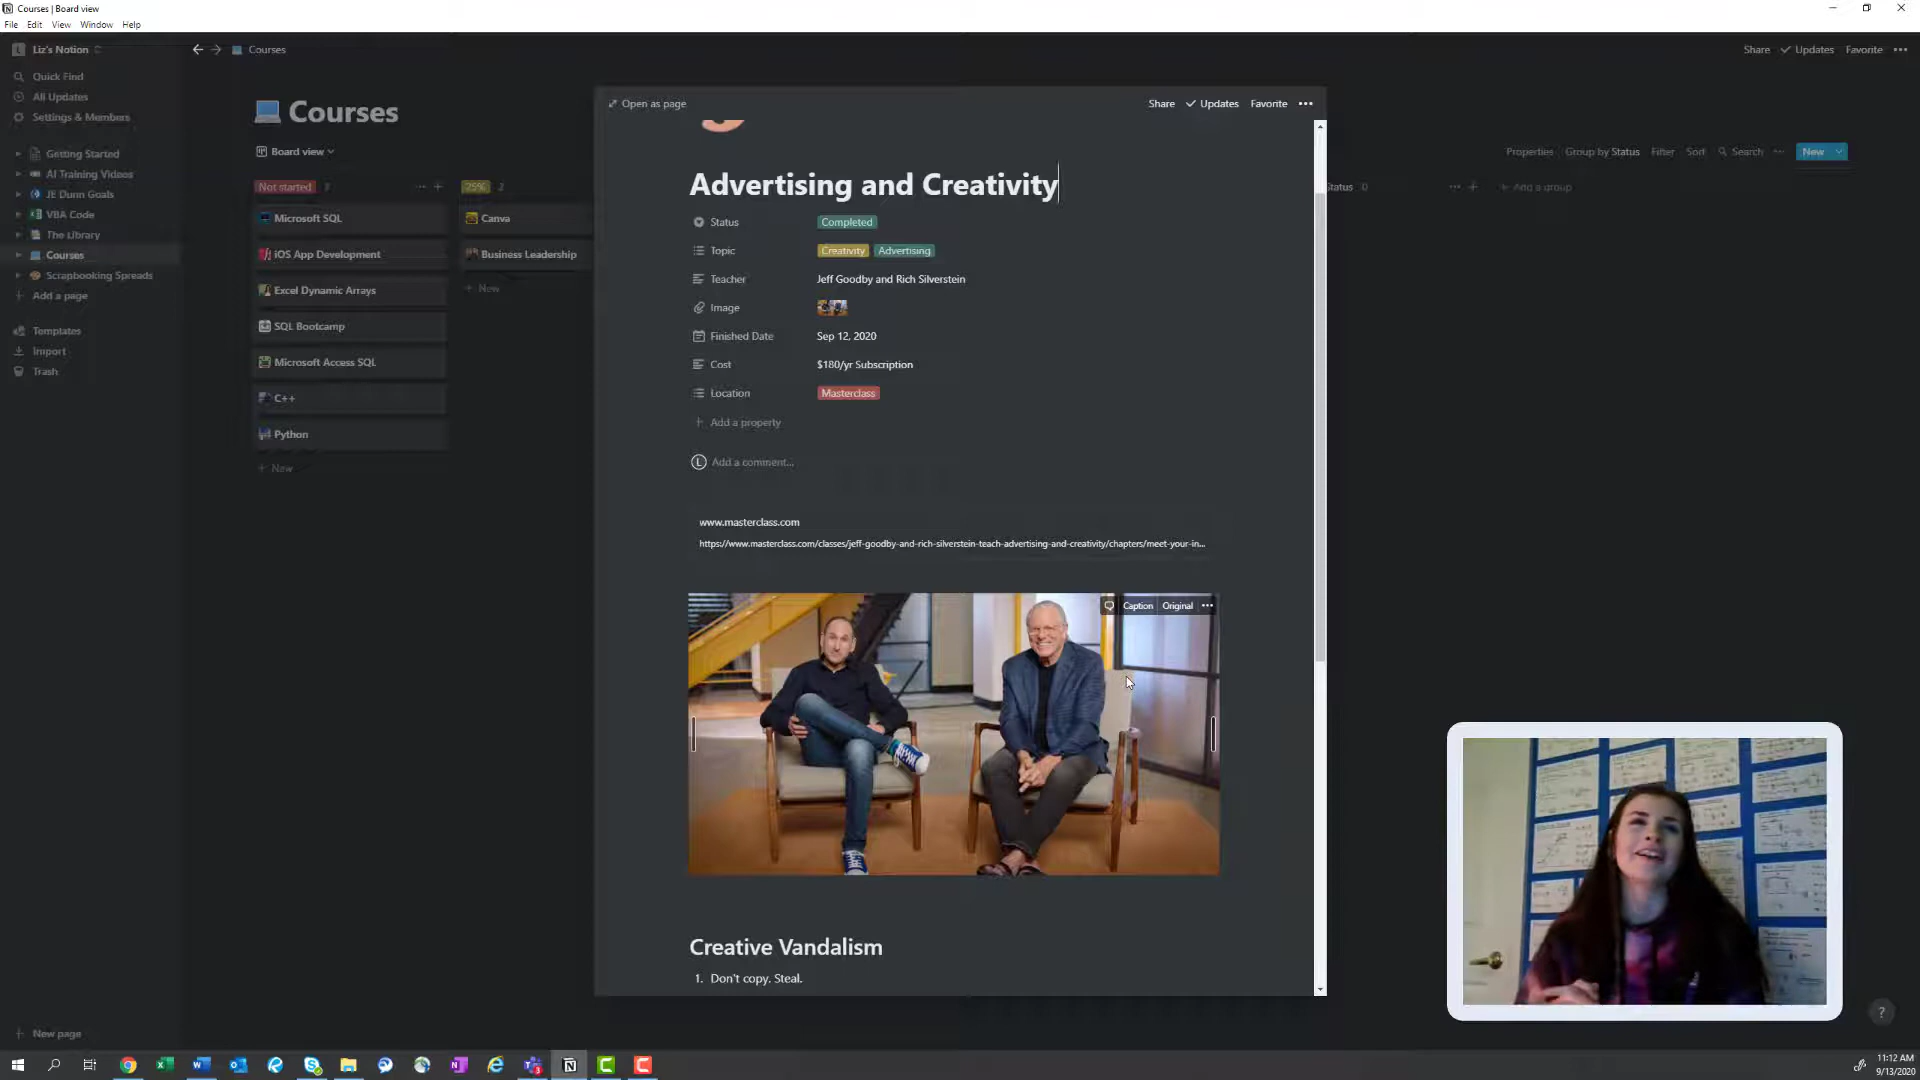 Courses | Board view
File Edit View Window Help
Liz's Notion
Courses
Share Updates Favorite
Quick Find
All Updates
Settings & Members
Getting Started
AI Training Videos
JE Dunn Goals
VBA Code
The Library
Courses
Scrapbooking Spreads
Add a page
Templates
Import
Trash
New page
Courses
Board view
Properties Group by Status Filter Sort Search New
Not started 7
Microsoft SQL
iOS App Development
Excel Dynamic Arrays
SQL Bootcamp
Microsoft Access SQL
C++
Python
+ New
25% 2
Canva
Business Leadership
+ New
Status 0
+ Add a group
Open as page
Share Updates Favorite
Advertising and Creativity
Status Completed
Topic Creativity Advertising
Teacher Jeff Goodby and Rich Silverstein
Image
Finished Date Sep 12, 2020
Cost $180/yr Subscription
Location Masterclass
+ Add a property
L Add a comment...
www.masterclass.com
https://www.masterclass.com/classes/jeff-goodby-and-rich-silverstein-teach-advertising-and-creativity/chapters/meet-your-in...
Caption Original
Creative Vandalism
1. Don't copy. Steal.
?
11:12 AM
9/13/2020